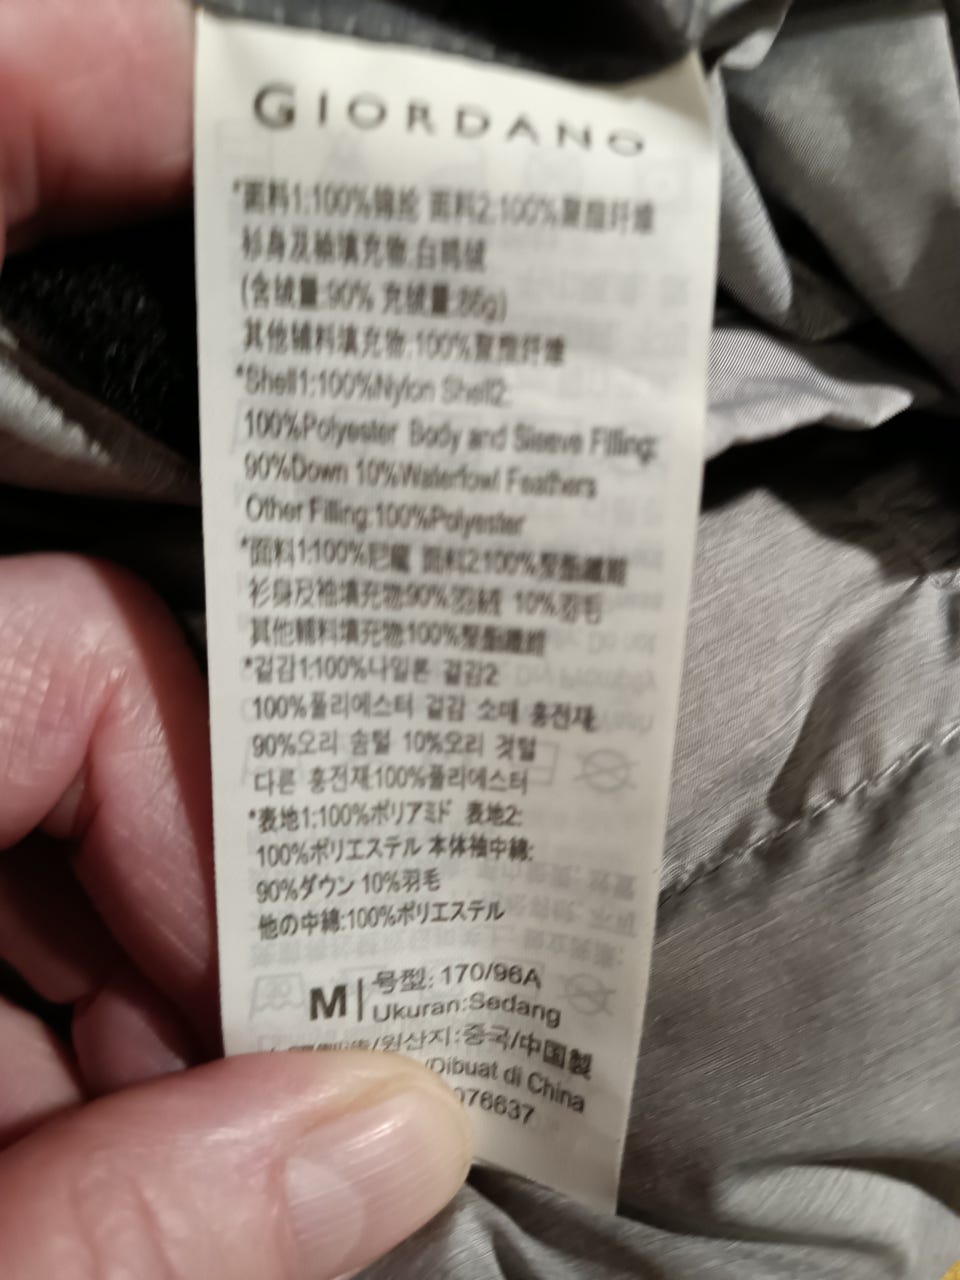 GIORDANO
*面料1:100%锦纶 面料2:100%聚酯纤维
衫身及袖填充物:白鸭绒
(含绒量:90% 充绒量:86g)
其他辅料填充物:100%聚酯纤维
*Shell1:100%Nylon Shell2:
100%Polyester Body and Sleeve Filling:
90%Down 10%Waterfowl Feathers
Other Filling:100%Polyester
*面料1:100%尼龍 面料2:100%聚酯纖維
衫身及袖填充物:90%羽絨 10%羽毛
其他輔料填充物:100%聚酯纖維
*겉감1:100%나일론 겉감2
100%폴리에스터 겉감 소매 충전재:
90%오리 솜털 10%오리 깃털
다른 충전재:100%폴리에스터
*表地1:100%ポリアミド 表地2:
100%ポリエステル 本体袖中綿:
90%ダウン 10%羽毛
他の中綿:100%ポリエステル
M 号型: 170/96A
Ukuran:Sedang
/원산지:중국/中国製
/Dibuat di China
076637